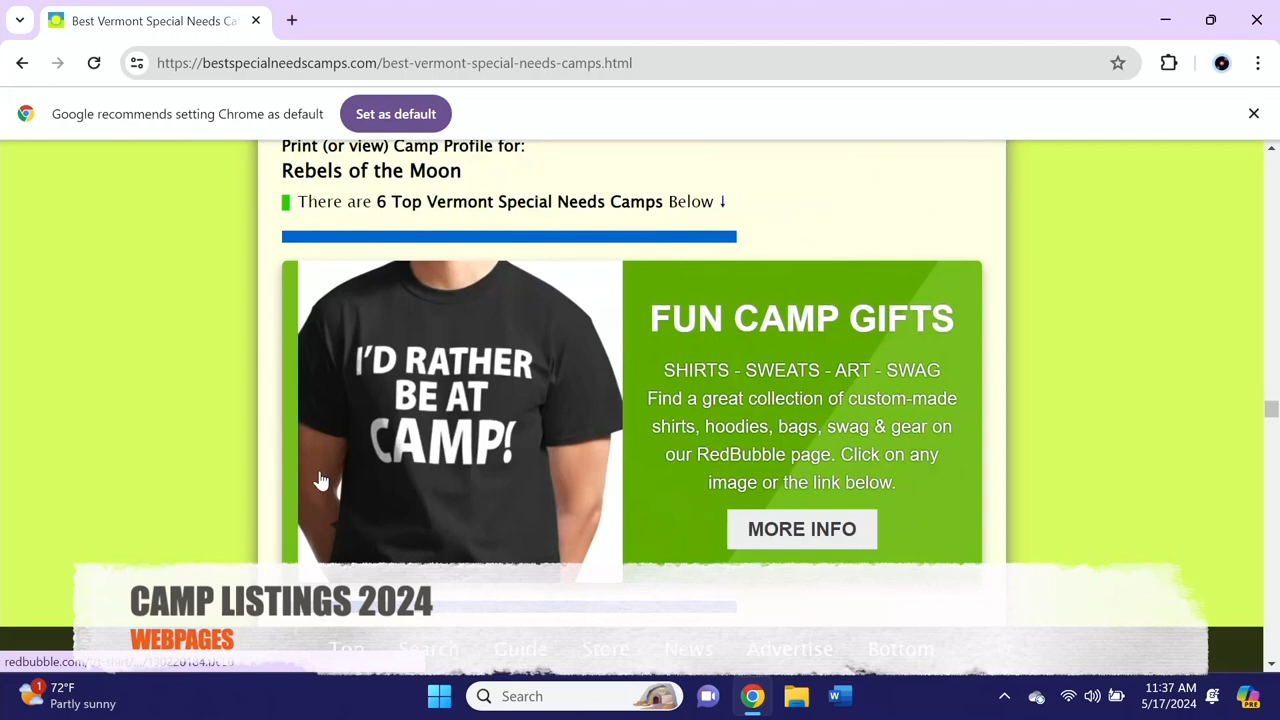 Best Vermont Special Needs Ca
https://bestspecialneedscamps.com/best-vermont-special-needs-camps.html
Google recommends setting Chrome as default
Set as default
Print (or view) Camp Profile for:
Rebels of the Moon
There are 6 Top Vermont Special Needs Camps Below ↓
I'D RATHER
BE AT
CAMP!
FUN CAMP GIFTS
SHIRTS - SWEATS - ART - SWAG
Find a great collection of custom-made
shirts, hoodies, bags, swag & gear on
our RedBubble page. Click on any
image or the link below.
MORE INFO
CAMP LISTINGS 2024
WEBPAGES
Top Search Guide Store News Advertise Bottom
1
72°F
Partly sunny
Search
W
PRE
11:37 AM
5/17/2024